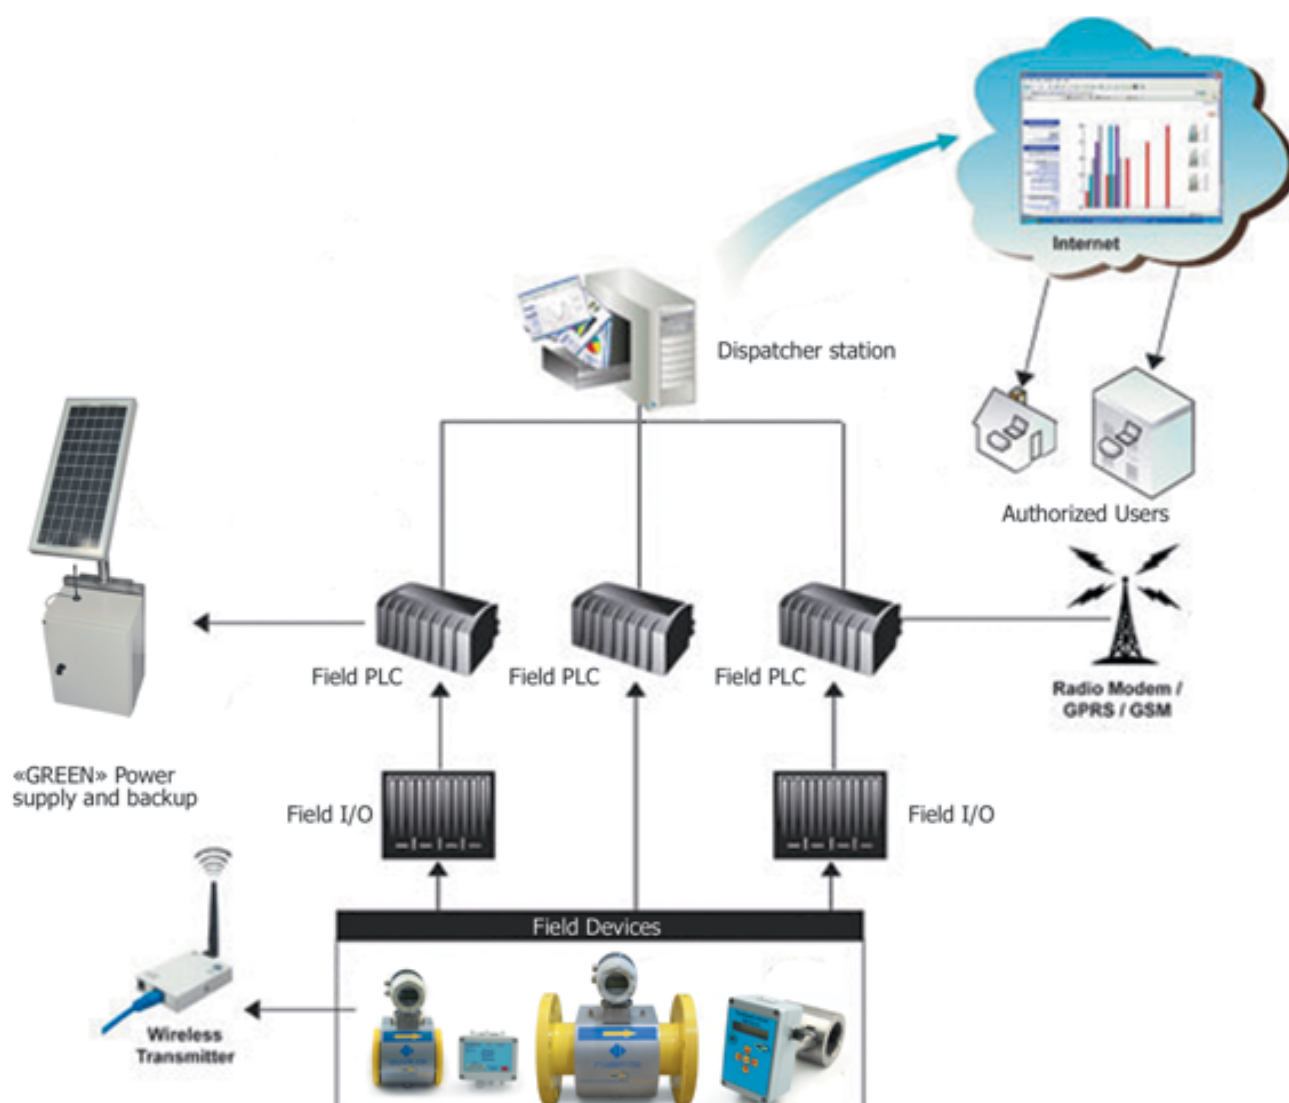 Internet
Dispatcher station
Authorized Users
Field PLC
Field PLC
Field PLC
Radio Modem /
GPRS / GSM
«GREEN» Power
supply and backup
Field I/O
Field I/O
Field Devices
Wireless
Transmitter